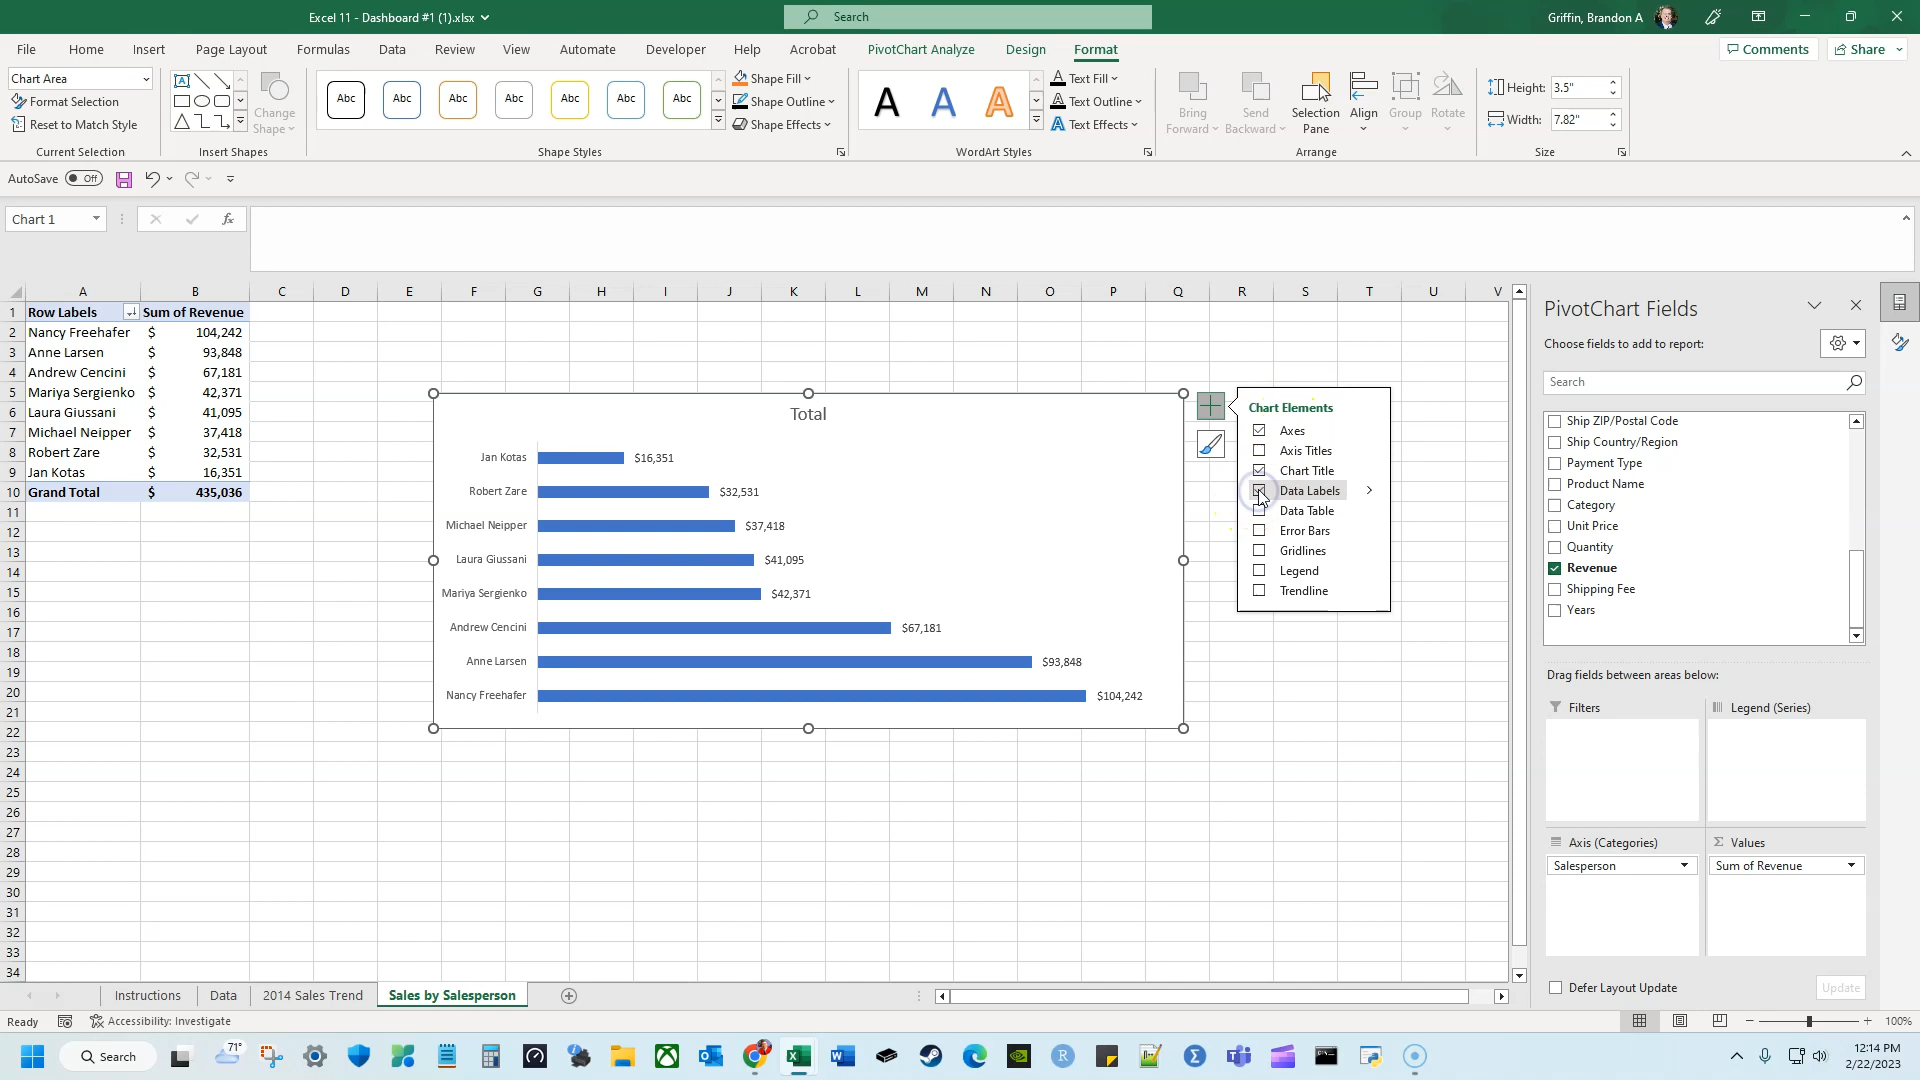 Excel 11 - Dashboard #1 (1).xlsx
Search
Griffin, Brandon A
File Home Insert Page Layout Formulas Data Review View Automate Developer Help Acrobat PivotChart Analyze Design Format
Comments Share
Chart Area
Format Selection
Reset to Match Style
Current Selection
Change Shape
Insert Shapes
Abc Abc Abc Abc Abc Abc Abc
Shape Fill
Shape Outline
Shape Effects
Shape Styles
A A A
Text Fill
Text Outline
Text Effects
WordArt Styles
Bring Forward
Send Backward
Selection Pane
Align
Group
Rotate
Arrange
Height: 3.5"
Width: 7.82"
Size
AutoSave Off
Chart 1
fx
A B C D E F G H I J K L M N O P Q R S T U V
1 Row Labels Sum of Revenue
2 Nancy Freehafer $ 104,242
3 Anne Larsen $ 93,848
4 Andrew Cencini $ 67,181
5 Mariya Sergienko $ 42,371
6 Laura Giussani $ 41,095
7 Michael Neipper $ 37,418
8 Robert Zare $ 32,531
9 Jan Kotas $ 16,351
10 Grand Total $ 435,036
11
12
13
14
15
16
17
18
19
20
21
22
23
24
25
26
27
28
29
30
31
32
33
34
Total
Jan Kotas $16,351
Robert Zare $32,531
Michael Neipper $37,418
Laura Giussani $41,095
Mariya Sergienko $42,371
Andrew Cencini $67,181
Anne Larsen $93,848
Nancy Freehafer $104,242
Chart Elements
Axes
Axis Titles
Chart Title
Data Labels
Data Table
Error Bars
Gridlines
Legend
Trendline
PivotChart Fields
Choose fields to add to report:
Search
Ship ZIP/Postal Code
Ship Country/Region
Payment Type
Product Name
Category
Unit Price
Quantity
Revenue
Shipping Fee
Years
Drag fields between areas below:
Filters
Legend (Series)
Axis (Categories)
Values
Salesperson
Sum of Revenue
Defer Layout Update
Update
Instructions Data 2014 Sales Trend Sales by Salesperson
Ready Accessibility: Investigate
100%
Search
71°
12:14 PM
2/22/2023